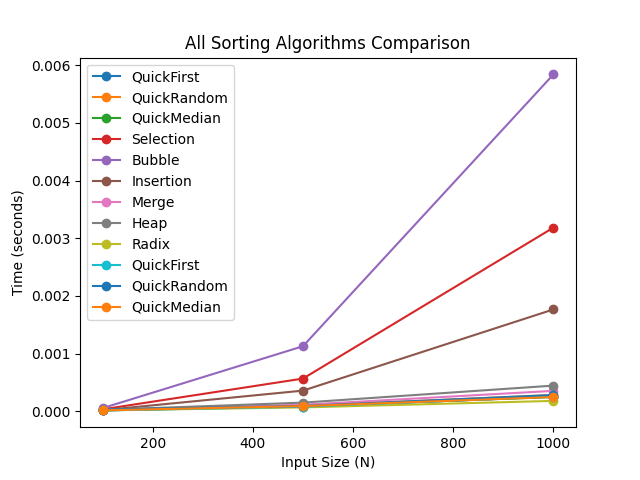 All Sorting Algorithms Comparison
Time (seconds)
0.006
0.005
0.004
0.003
0.002
0.001
0.000
QuickFirst
QuickRandom
QuickMedian
Selection
Bubble
Insertion
Merge
Heap
Radix
QuickFirst
QuickRandom
QuickMedian
200 400 600 800 1000
Input Size (N)